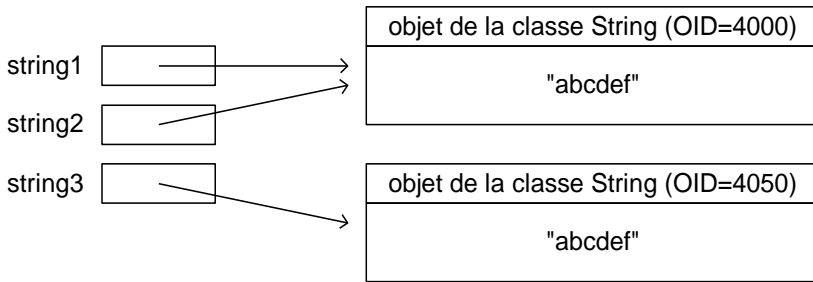 objet de la classe String (OID=4000)
string1
"abcdef"
string2
string3
objet de la classe String (OID=4050)
"abcdef"